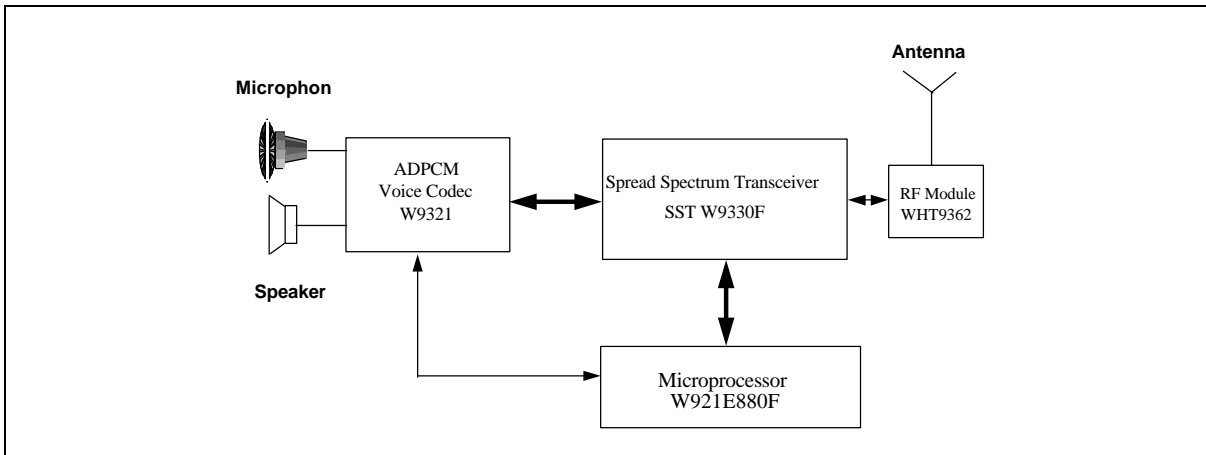 Antenna
Microphon
ADPCM
Voice Codec
W9321
Spread Spectrum Transceiver
SST W9330F
RF Module
WHT9362
Speaker
Microprocessor
W921E880F